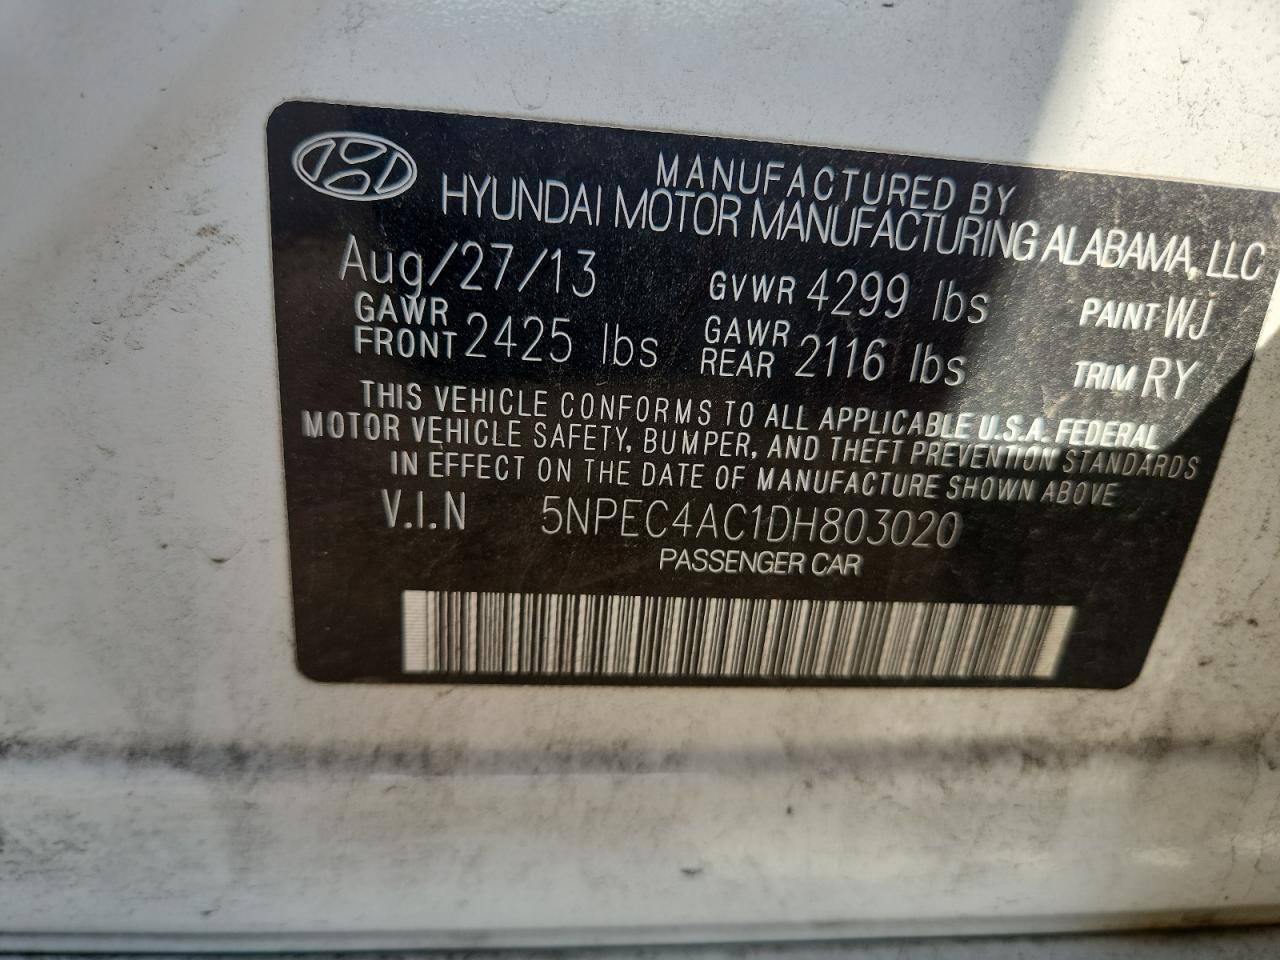 MANUFACTURED BY
HYUNDAI MOTOR MANUFACTURING ALABAMA, LLC
Aug/27/13 GVWR 4299 lbs PAINT WJ
GAWR FRONT 2425 lbs GAWR REAR 2116 lbs TRIM RY
THIS VEHICLE CONFORMS TO ALL APPLICABLE U.S.A. FEDERAL
MOTOR VEHICLE SAFETY, BUMPER, AND THEFT PREVENTION STANDARDS
IN EFFECT ON THE DATE OF MANUFACTURE SHOWN ABOVE
V.I.N 5NPEC4AC1DH803020
PASSENGER CAR